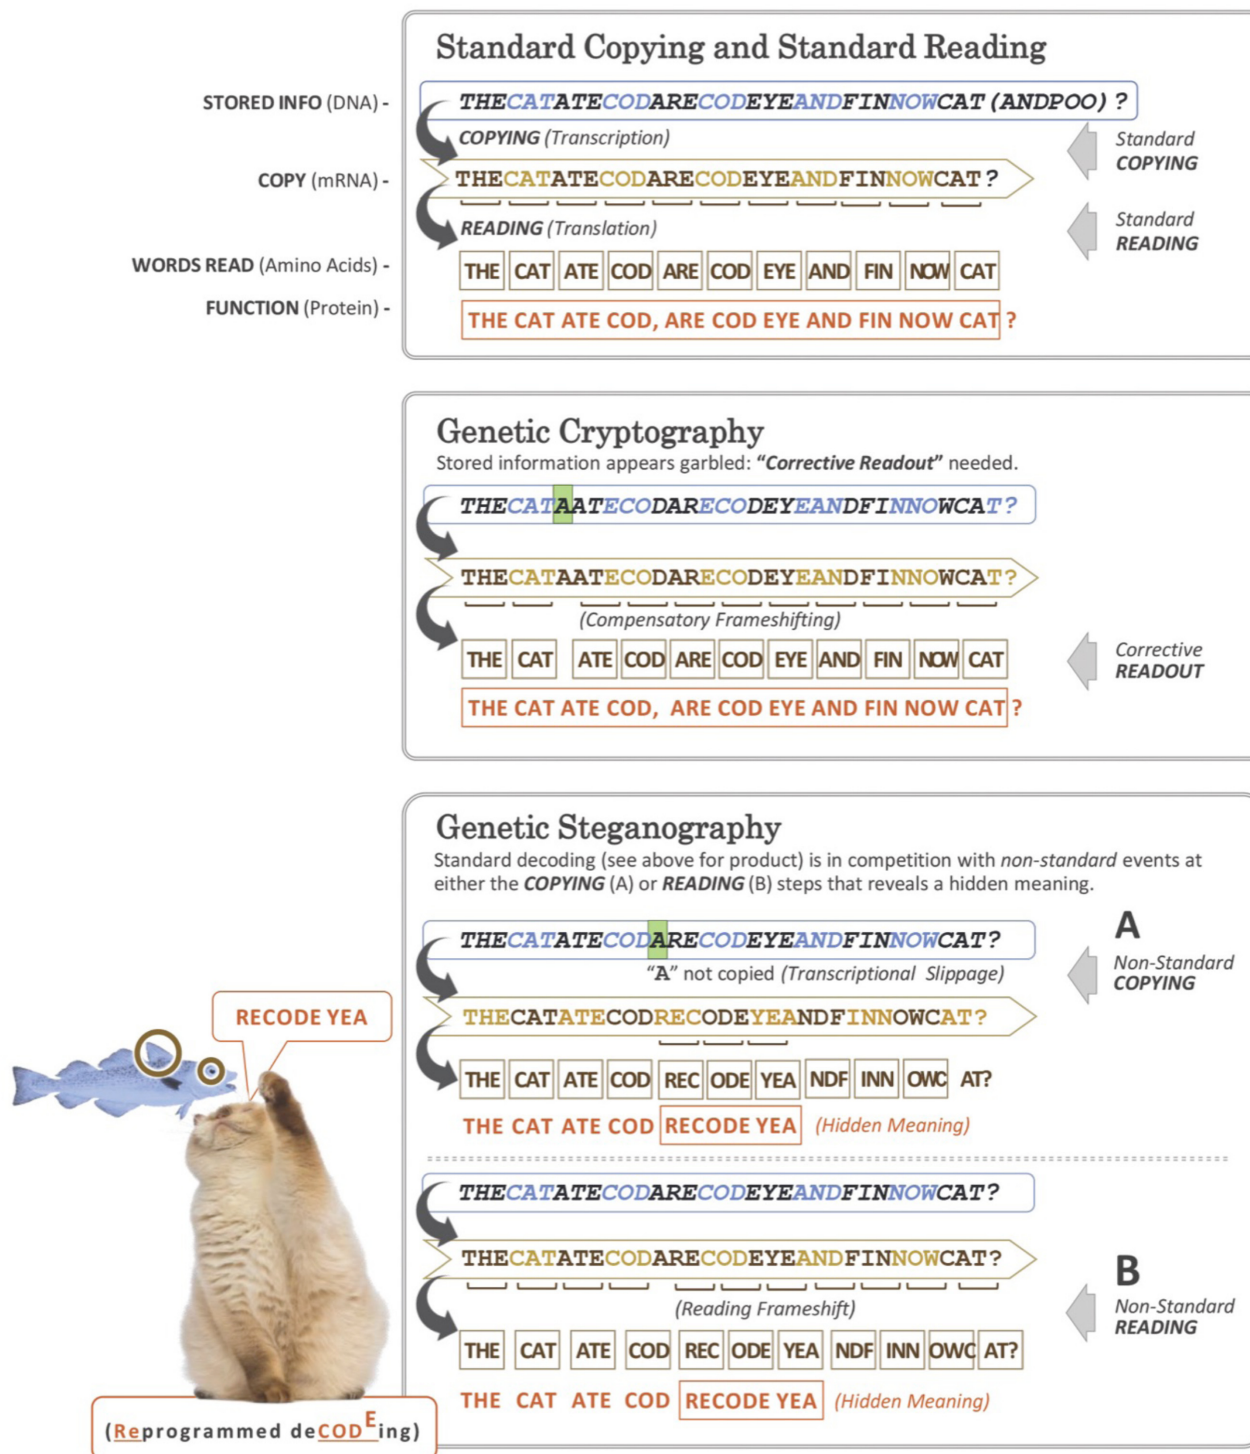 Standard Copying and Standard Reading
STORED INFO (DNA) -
THECATATECODARECODEYEANDFINNOWCAT (ANDPOO) ?
COPYING (Transcription)
Standard
COPYING
COPY (mRNA) -
THECATATECODARECODEYEANDFINNOWCAT?
READING (Translation)
Standard
READING
WORDS READ (Amino Acids) -
THE CAT ATE COD ARE COD EYE AND FIN NOW CAT
FUNCTION (Protein) -
THE CAT ATE COD, ARE COD EYE AND FIN NOW CAT ?
Genetic Cryptography
Stored information appears garbled: “Corrective Readout” needed.
THECATAATECODARECODEYEANDFINNOWCAT?
THECATAATECODARECODEYEANDFINNOWCAT?
(Compensatory Frameshifting)
THE CAT ATE COD ARE COD EYE AND FIN NOW CAT
Corrective
READOUT
THE CAT ATE COD, ARE COD EYE AND FIN NOW CAT ?
Genetic Steganography
Standard decoding (see above for product) is in competition with non-standard events at
either the COPYING (A) or READING (B) steps that reveals a hidden meaning.
THECATATECODARECODEYEANDFINNOWCAT?
A
Non-Standard
COPYING
“A” not copied (Transcriptional Slippage)
THECATATECODRECODEYEANDFINNOWCAT?
THE CAT ATE COD REC ODE YEA NDF INN OWC AT?
THE CAT ATE COD RECODE YEA (Hidden Meaning)
RECODE YEA
THECATATECODARECODEYEANDFINNOWCAT?
THECATATECODARECODEYEANDFINNOWCAT?
(Reading Frameshift)
B
Non-Standard
READING
THE CAT ATE COD REC ODE YEA NDF INN OWC AT?
THE CAT ATE COD RECODE YEA (Hidden Meaning)
(Reprogrammed deCODEing)